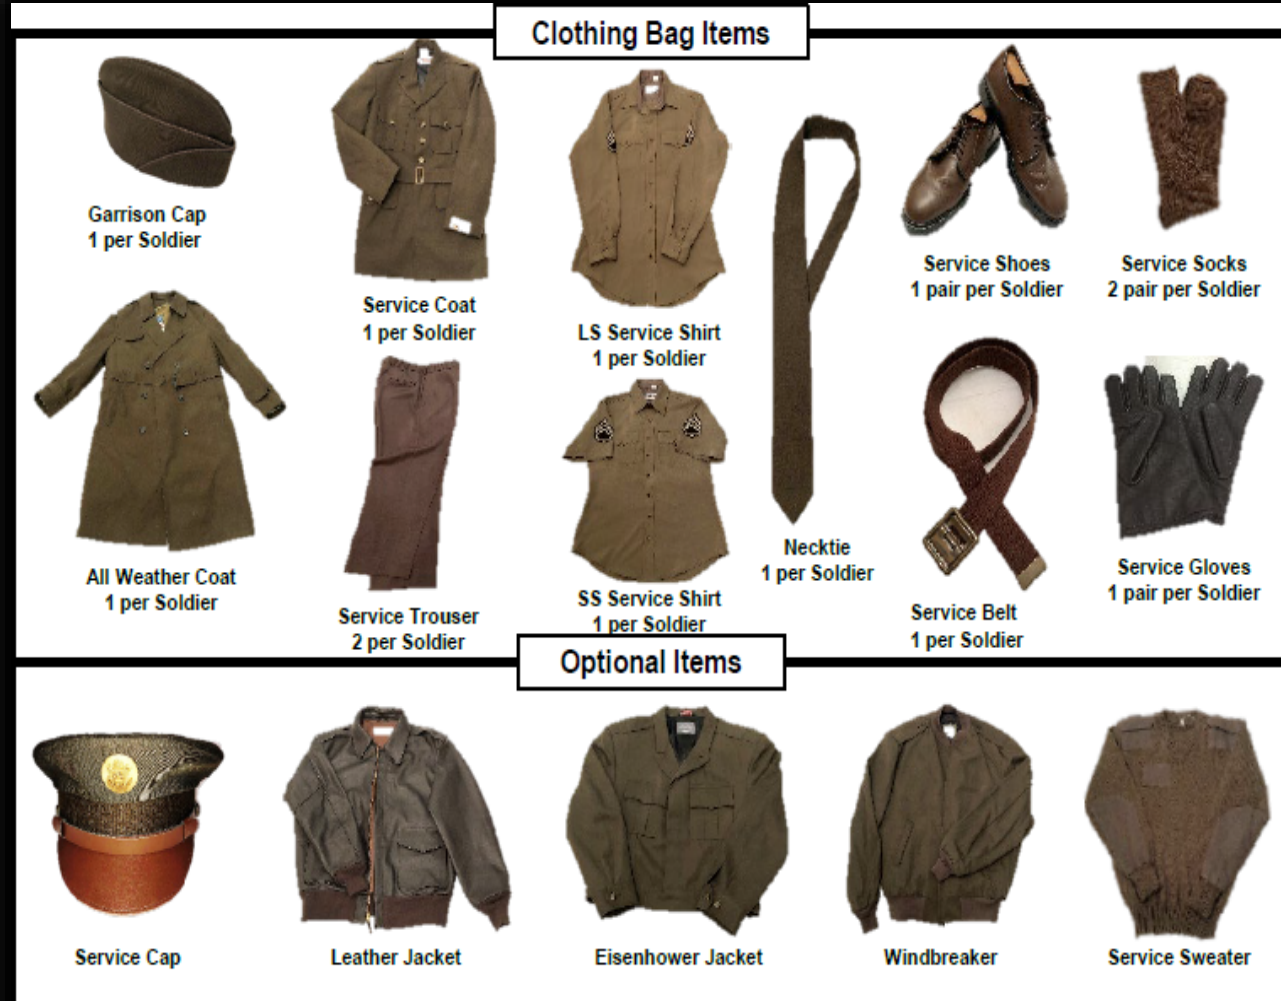 Clothing Bag Items
Garrison Cap
1 per Soldier
Service Coat
1 per Soldier
LS Service Shirt
1 per Soldier
Necktie
1 per Soldier
Service Shoes
1 pair per Soldier
Service Socks
2 pair per Soldier
All Weather Coat
1 per Soldier
Service Trouser
2 per Soldier
SS Service Shirt
1 per Soldier
Service Belt
1 per Soldier
Service Gloves
1 pair per Soldier
Optional Items
Service Cap
Leather Jacket
Eisenhower Jacket
Windbreaker
Service Sweater